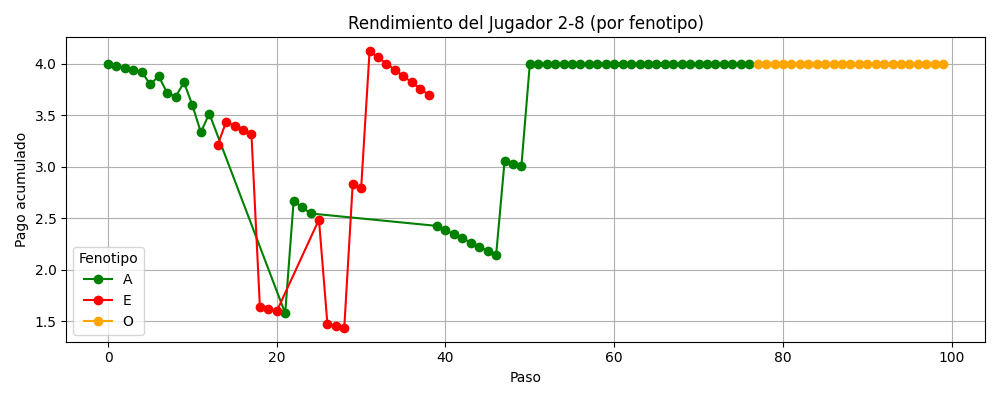 Rendimiento del Jugador 2-8 (por fenotipo)
Pago acumulado
4.0
3.5
3.0
2.5
2.0
1.5
Fenotipo
A
E
O
0 20 40 60 80 100
Paso